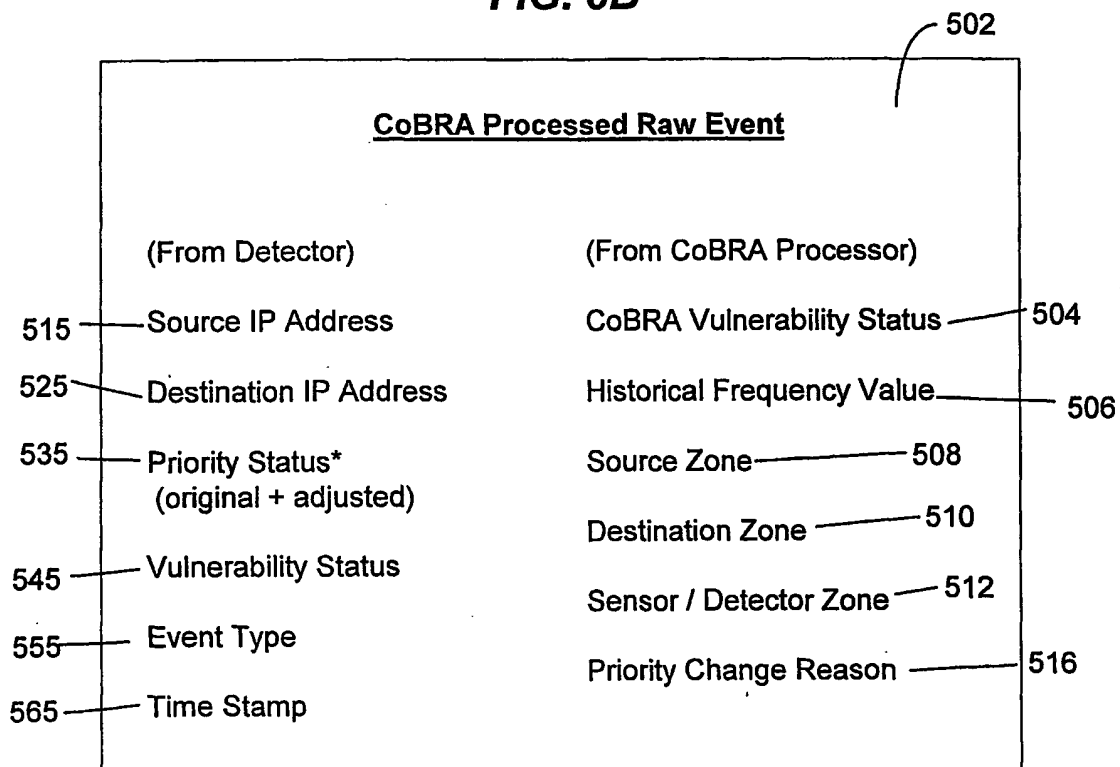 FIG.
502
CoBRA Processed Raw Event
(From Detector) (From CoBRA Processor)
515 Source IP Address CoBRA Vulnerability Status 504
525 Destination IP Address Historical Frequency Value 506
535 Priority Status* Source Zone 508
(original + adjusted)
Destination Zone 510
545 Vulnerability Status
Sensor / Detector Zone 512
555 Event Type
Priority Change Reason 516
565 Time Stamp